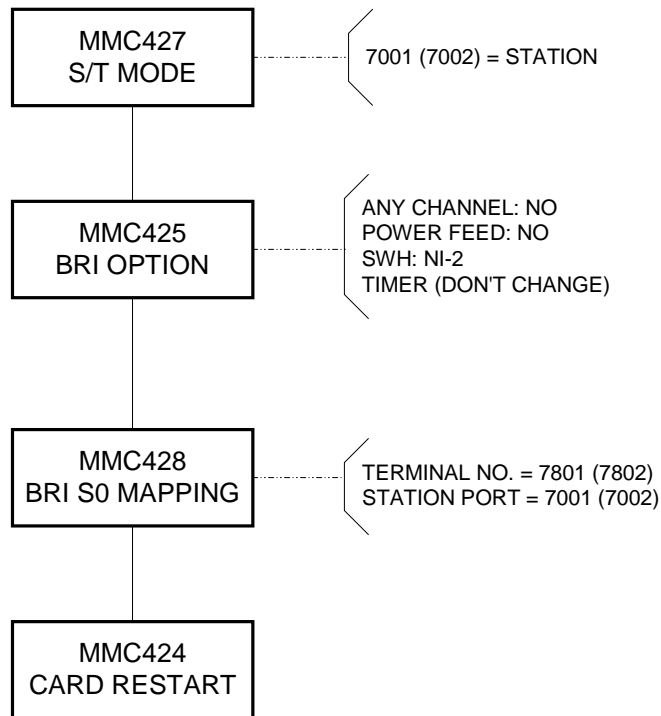 MMC427
S/T MODE
7001 (7002) = STATION
MMC425
BRI OPTION
ANY CHANNEL: NO
POWER FEED: NO
SWH: NI-2
TIMER (DON'T CHANGE)
MMC428
BRI S0 MAPPING
TERMINAL NO. = 7801 (7802)
STATION PORT = 7001 (7002)
MMC424
CARD RESTART